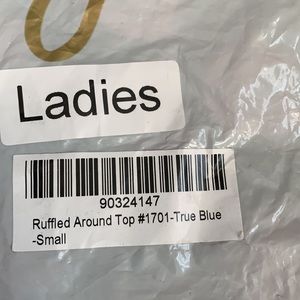 Ladies
90324147
Ruffled Around Top #1701-True Blue
-Small